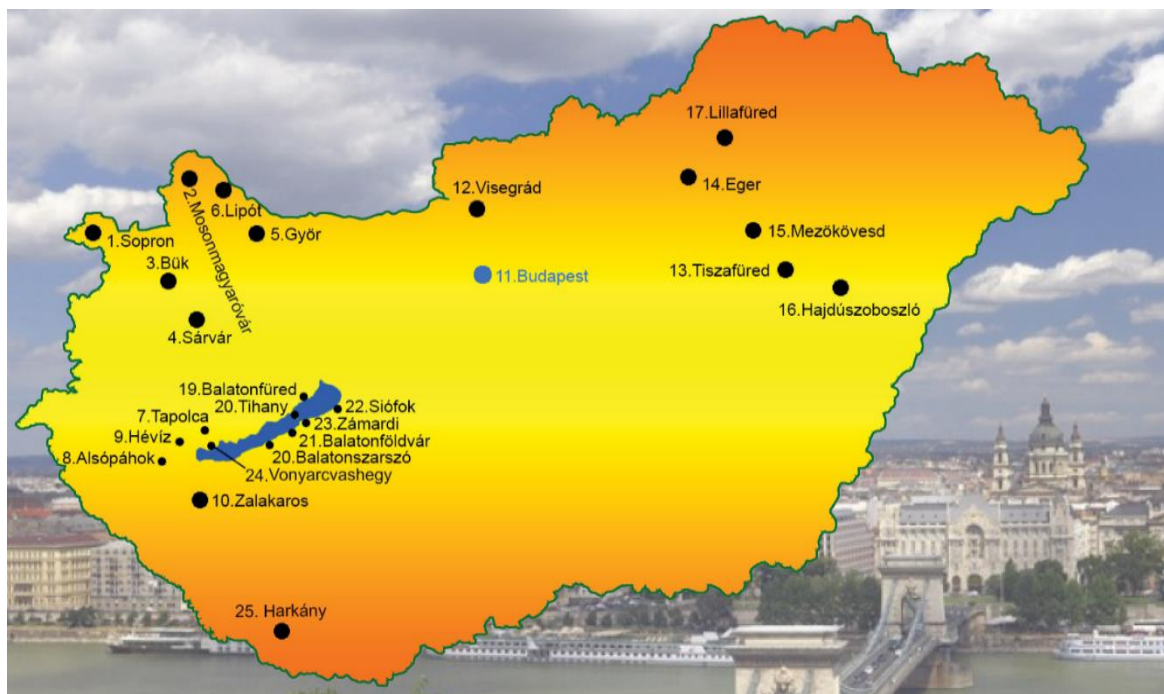 17.Lillafüred
14.Eger
12.Visegrád
2.Mosonmagyaróvár
6.Lipót
5.Győr
1.Sopron
3.Bük
4.Sárvár
15.Mezőkövesd
11.Budapest
13.Tiszafüred
16.Hajdúszoboszló
19.Balatonfüred
20.Tihany
22.Siófok
7.Tapolca
23.Zámardi
9.Hévíz
21.Balatonföldvár
8.Alsópáhok
20.Balatonszarszó
24.Vonyarcvashegy
10.Zalakaros
25. Harkány